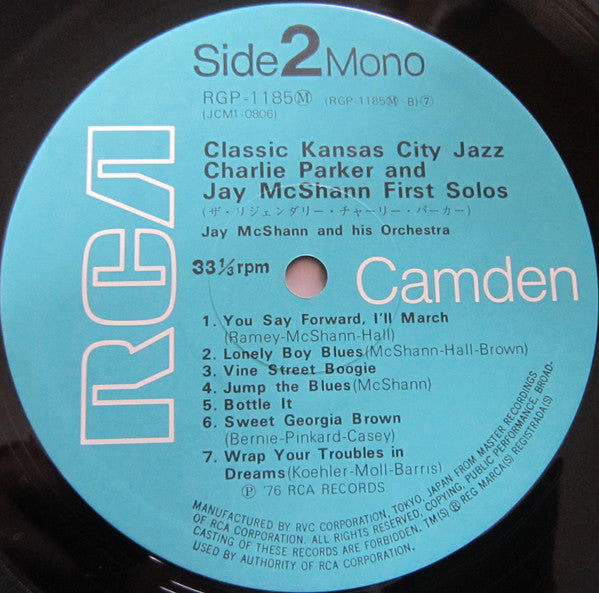 Side 2 Mono
RGP-1185Ⓜ (RGP-1185Ⓜ-B)⑦
(JCM1-0806)
Classic Kansas City Jazz
Charlie Parker and
Jay McShann First Solos
(ザ・リジェンダリー・チャーリー・パーカー)
Jay McShann and his Orchestra
33⅓rpm
RCA
Camden
1. You Say Forward, I'll March
(Ramey-McShann-Hall)
2. Lonely Boy Blues(McShann-Hall-Brown)
3. Vine Street Boogie
4. Jump the Blues(McShann)
5. Bottle It
6. Sweet Georgia Brown
(Bernie-Pinkard-Casey)
7. Wrap Your Troubles in
Dreams(Koehler-Moll-Barris)
Ⓟ '76 RCA RECORDS
MANUFACTURED BY RVC CORPORATION, TOKYO, JAPAN FROM MASTER RECORDINGS
OF RCA CORPORATION. ALL RIGHTS RESERVED. COPYING, PUBLIC PERFORMANCE, BROAD-
CASTING OF THESE RECORDS ARE FORBIDDEN. TM(S) Ⓡ REG MARCA(S) REGISTRADA(S)
USED BY AUTHORITY OF RCA CORPORATION.